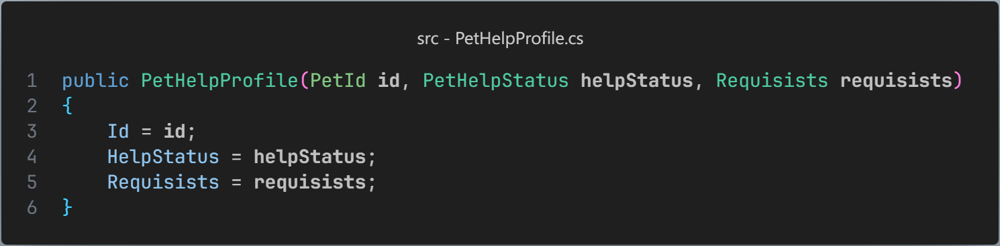 src - PetHelpProfile.cs
1 public PetHelpProfile(PetId id, PetHelpStatus helpStatus, Requisists requisists)
2 {
3     Id = id;
4     HelpStatus = helpStatus;
5     Requisists = requisists;
6 }